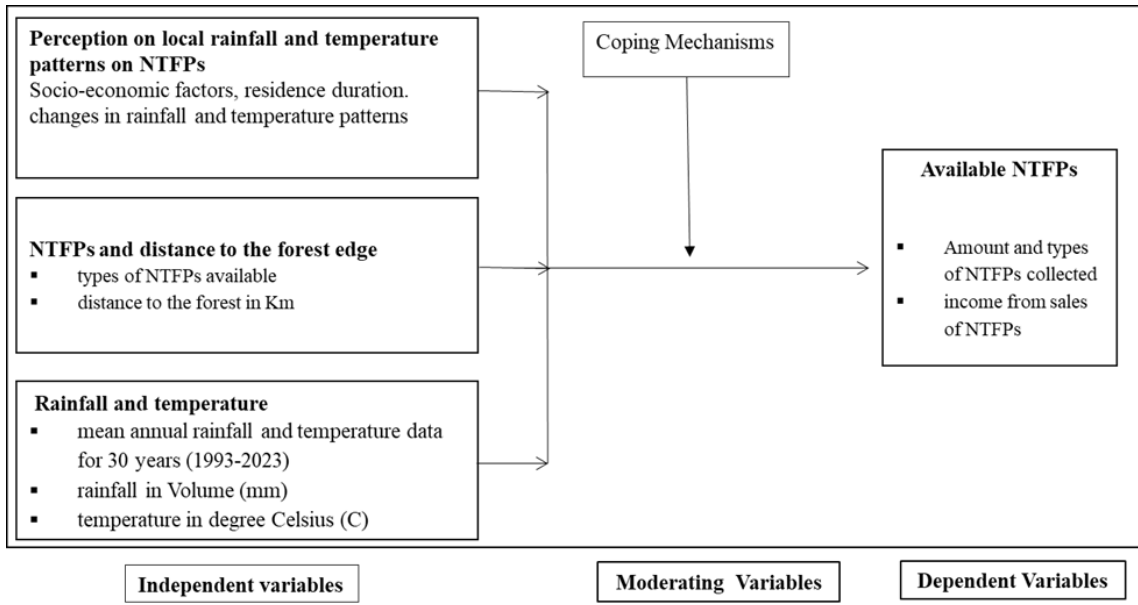 Perception on local rainfall and temperature
patterns on NTFPs
Socio-economic factors, residence duration.
changes in rainfall and temperature patterns
Coping Mechanisms
NTFPs and distance to the forest edge
▪ types of NTFPs available
▪ distance to the forest in Km
Available NTFPs
▪ Amount and types
of NTFPs collected
▪ income from sales
of NTFPs
Rainfall and temperature
▪ mean annual rainfall and temperature data
for 30 years (1993-2023)
▪ rainfall in Volume (mm)
▪ temperature in degree Celsius (C)
Independent variables
Moderating Variables
Dependent Variables